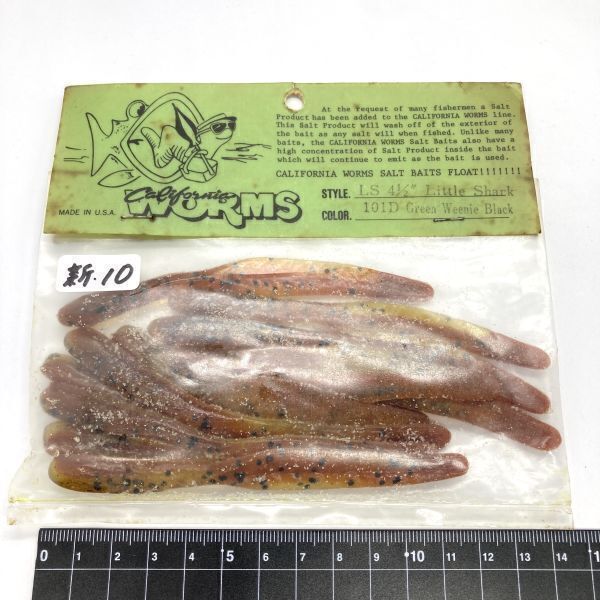 At the request of many fishermen a Salt
Product has been added to the CALIFORNIA WORMS line.
This Salt Product will wash off of the exterior of
the bait as any salt will when fished. Unlike many
baits, the CALIFORNIA WORMS Salt Baits also have a
high concentration of Salt Product inside the bait
which will continue to emit as the bait is used.
CALIFORNIA WORMS SALT BAITS FLOAT!!!!!!!
California
WORMS
MADE IN U.S.A.
STYLE. LS 4½" Little Shark
COLOR. 101D Green Weenie Black
新.10
0 1 2 3 4 5 6 7 8 9 10 11 12 13 14 1